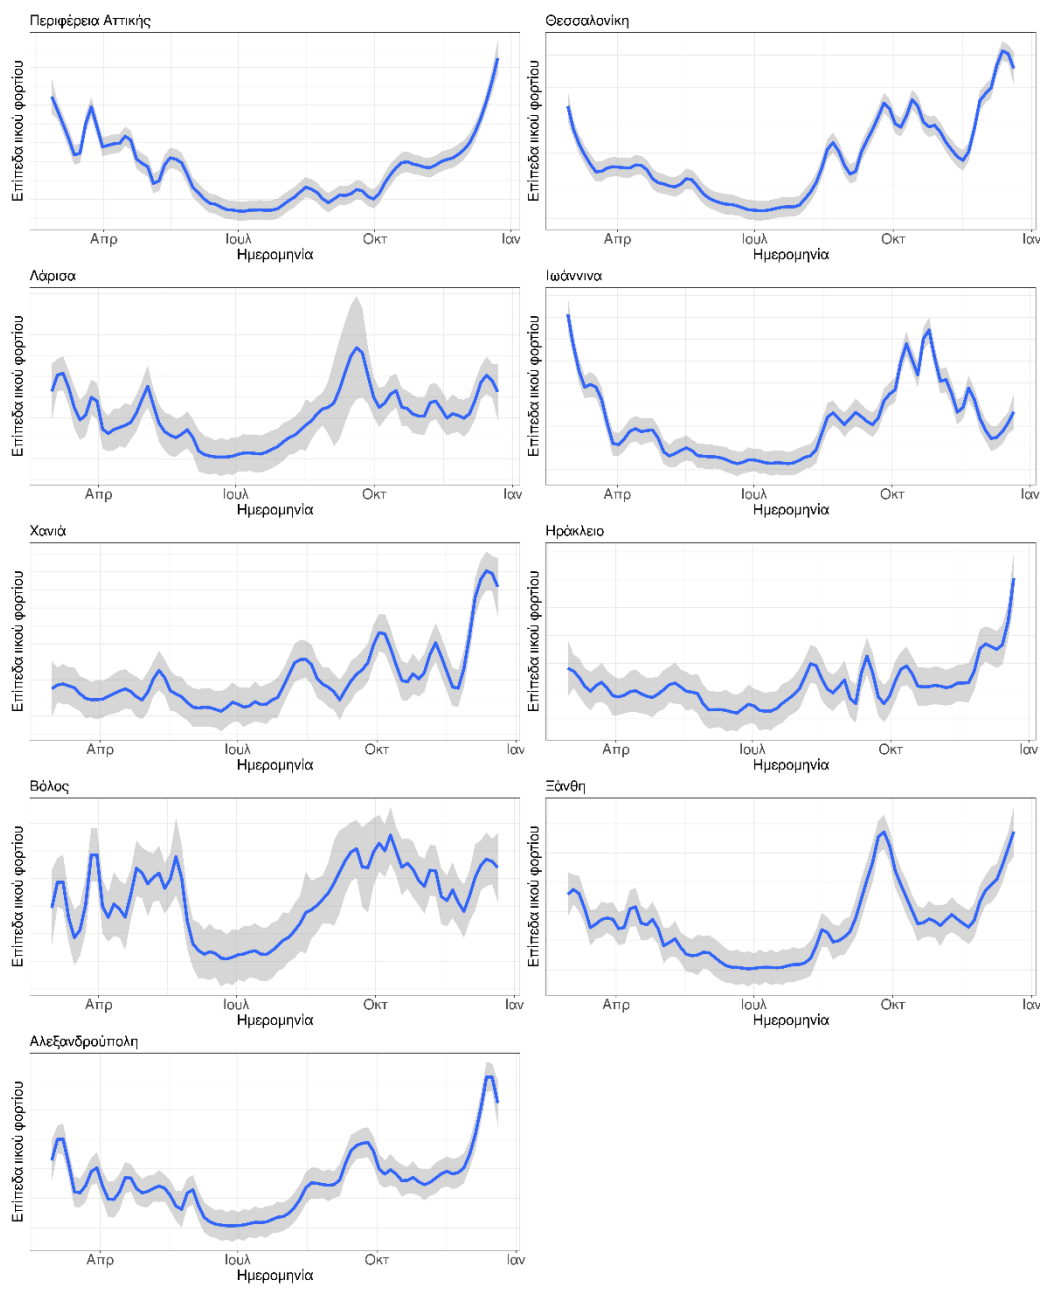 Περιφέρεια Αττικής
Επίπεδα ιικού φορτίου
Απρ Ιουλ Οκτ Ιαν
Ημερομηνία
Θεσσαλονίκη
Επίπεδα ιικού φορτίου
Απρ Ιουλ Οκτ Ιαν
Ημερομηνία
Λάρισα
Επίπεδα ιικού φορτίου
Απρ Ιουλ Οκτ Ιαν
Ημερομηνία
Ιωάννινα
Επίπεδα ιικού φορτίου
Απρ Ιουλ Οκτ Ιαν
Ημερομηνία
Χανιά
Επίπεδα ιικού φορτίου
Απρ Ιουλ Οκτ Ιαν
Ημερομηνία
Ηράκλειο
Επίπεδα ιικού φορτίου
Απρ Ιουλ Οκτ Ιαν
Ημερομηνία
Βόλος
Επίπεδα ιικού φορτίου
Απρ Ιουλ Οκτ Ιαν
Ημερομηνία
Ξάνθη
Επίπεδα ιικού φορτίου
Απρ Ιουλ Οκτ Ιαν
Ημερομηνία
Αλεξανδρούπολη
Επίπεδα ιικού φορτίου
Απρ Ιουλ Οκτ Ιαν
Ημερομηνία